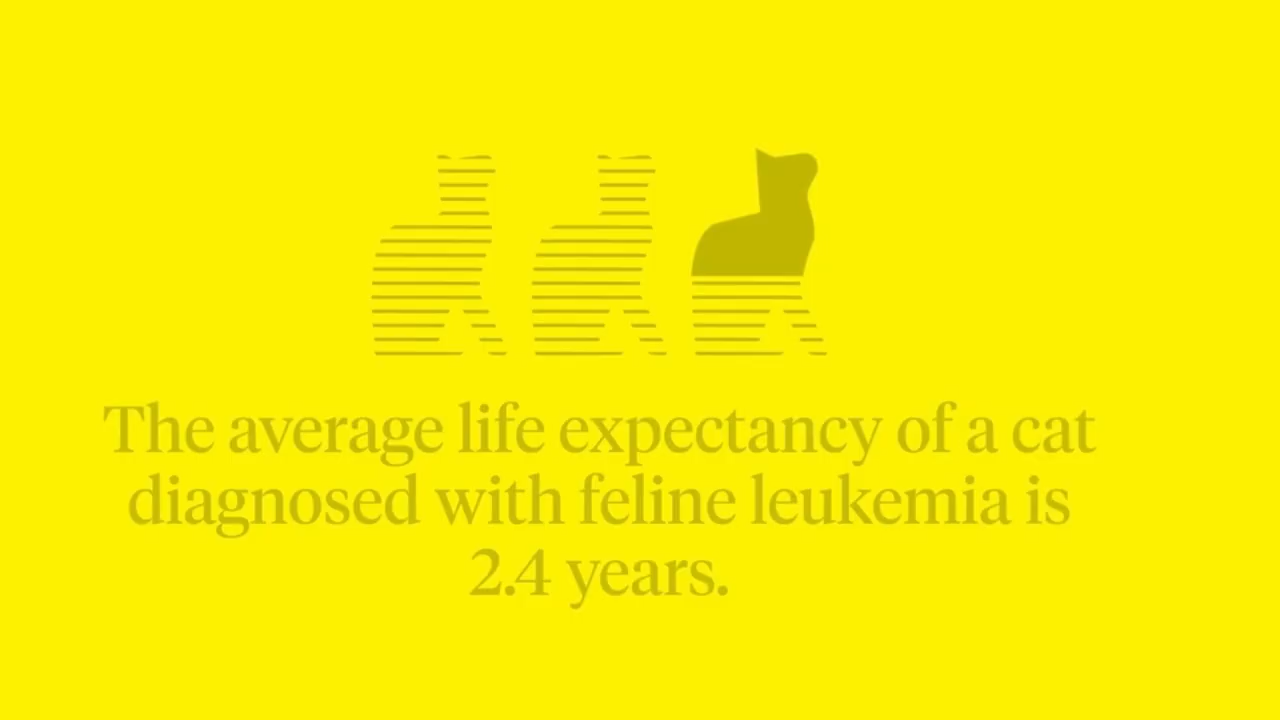 The average life expectancy of a cat
diagnosed with feline leukemia is
2.4 years.